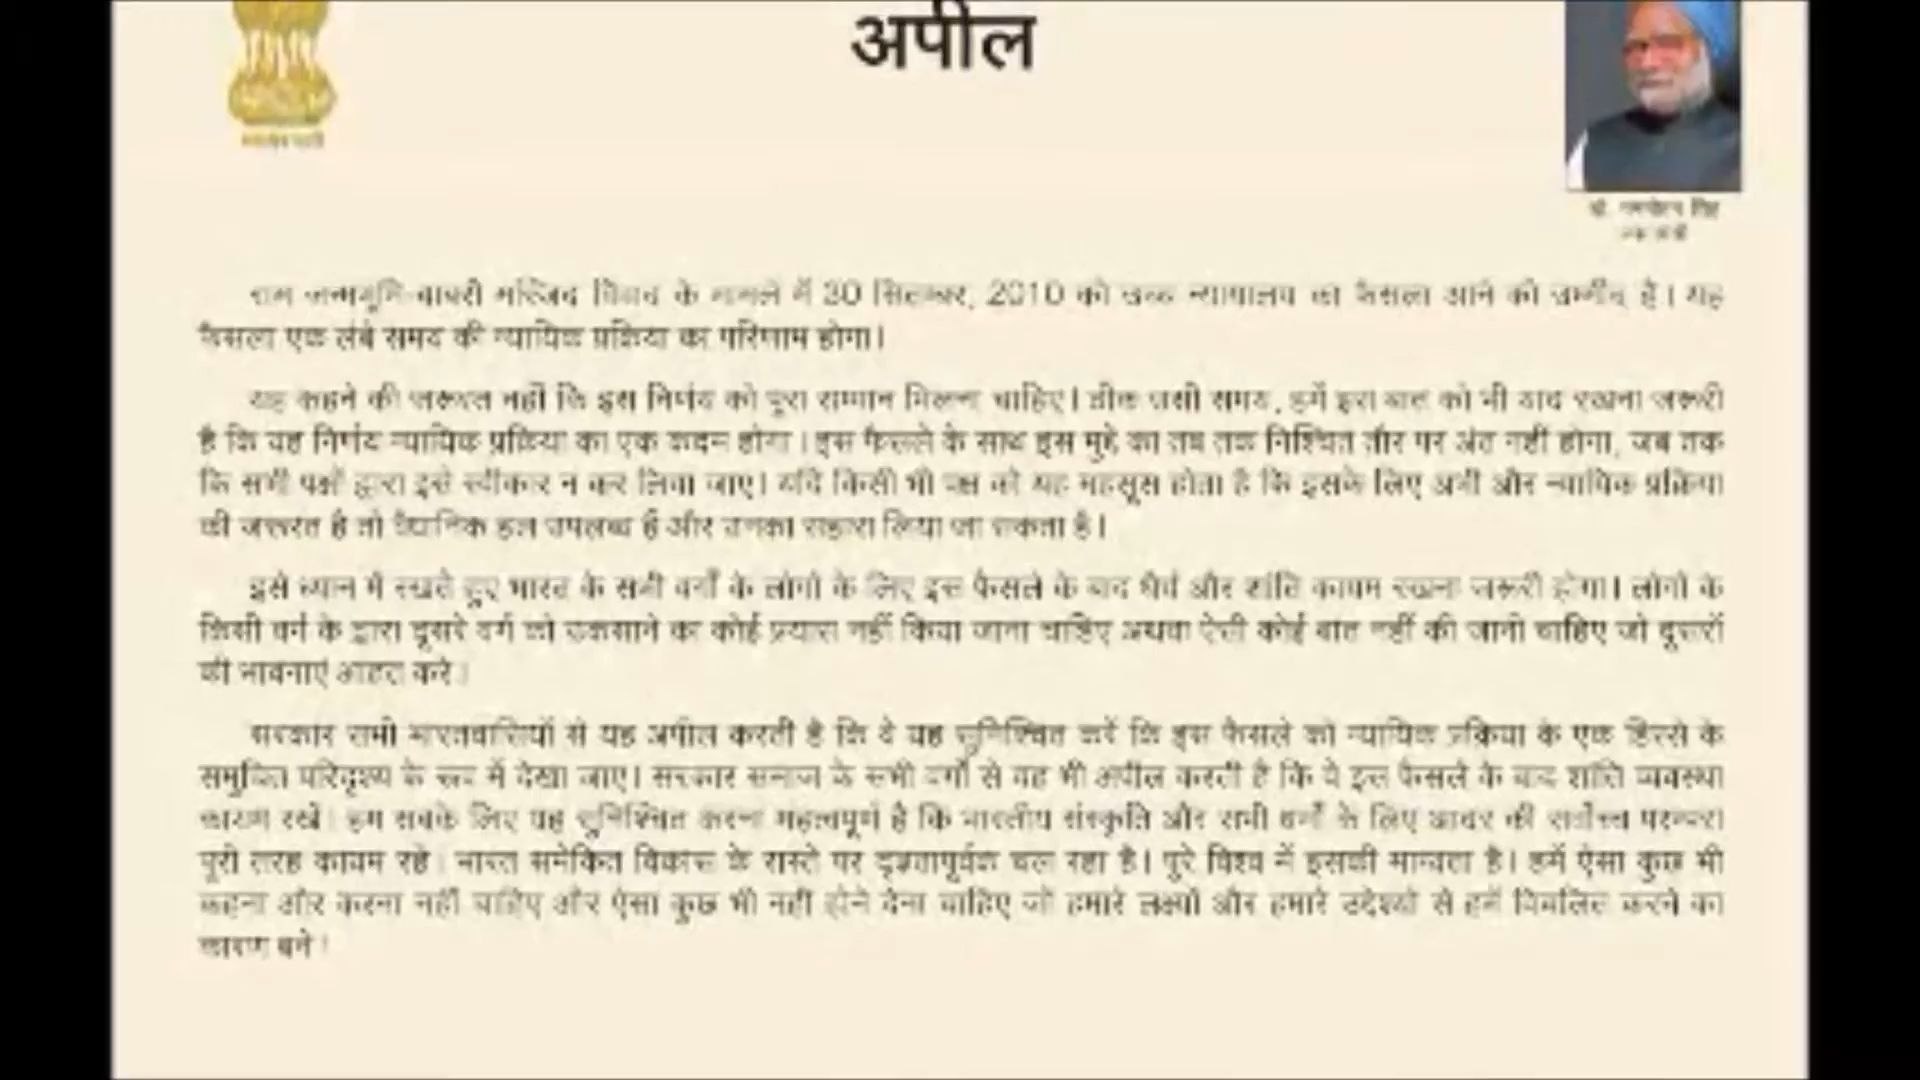 अपील
डॉ. मनमोहन सिंह
राम जन्मभूमि-बाबरी मस्जिद विवाद के मामले में 30 सितम्बर, 2010 को उच्च न्यायालय का फैसला आने की उम्मीद है। यह
फैसला एक लंबे समय की न्यायिक प्रक्रिया का परिणाम होगा।
यह कहने की जरूरत नहीं कि इस निर्णय को पूरा सम्मान मिलना चाहिए। ठीक उसी समय, हमें इस बात को भी याद रखना जरूरी
है कि यह निर्णय न्यायिक प्रक्रिया का एक कदम होगा। इस फैसले के साथ इस मुद्दे का तब तक निश्चित तौर पर अंत नहीं होगा, जब तक
कि सभी पक्षों द्वारा इसे स्वीकार न कर लिया जाए। यदि किसी भी पक्ष को यह महसूस होता है कि इसके लिए अभी और न्यायिक प्रक्रिया
की जरूरत है तो वैधानिक हल उपलब्ध हैं और उनका सहारा लिया जा सकता है।
इसे ध्यान में रखते हुए भारत के सभी वर्गों के लोगों के लिए इस फैसले के बाद धैर्य और शांति कायम रखना जरूरी होगा। लोगों के
किसी वर्ग के द्वारा दूसरे वर्ग को उकसाने का कोई प्रयास नहीं किया जाना चाहिए अथवा ऐसी कोई बात नहीं की जानी चाहिए जो दूसरों
की भावनाएं आहत करे।
सरकार सभी भारतवासियों से यह अपील करती है कि वे यह सुनिश्चित करें कि इस फैसले को न्यायिक प्रक्रिया के एक हिस्से के
समुचित परिदृश्य के रूप में देखा जाए। सरकार समाज के सभी वर्गों से यह भी अपील करती है कि वे इस फैसले के बाद शांति व्यवस्था
कायम रखें। हम सबके लिए यह सुनिश्चित करना महत्वपूर्ण है कि भारतीय संस्कृति और सभी धर्मों के लिए आदर की सर्वोच्च परम्परा
पूरी तरह कायम रहे। भारत समेकित विकास के रास्ते पर दृढ़तापूर्वक चल रहा है। पूरे विश्व में इसकी मान्यता है। हमें ऐसा कुछ भी
कहना और करना नहीं चाहिए और ऐसा कुछ भी नहीं होने देना चाहिए जो हमारे लक्ष्यों और हमारे उद्देश्यों से हमें विचलित करने का
कारण बने।